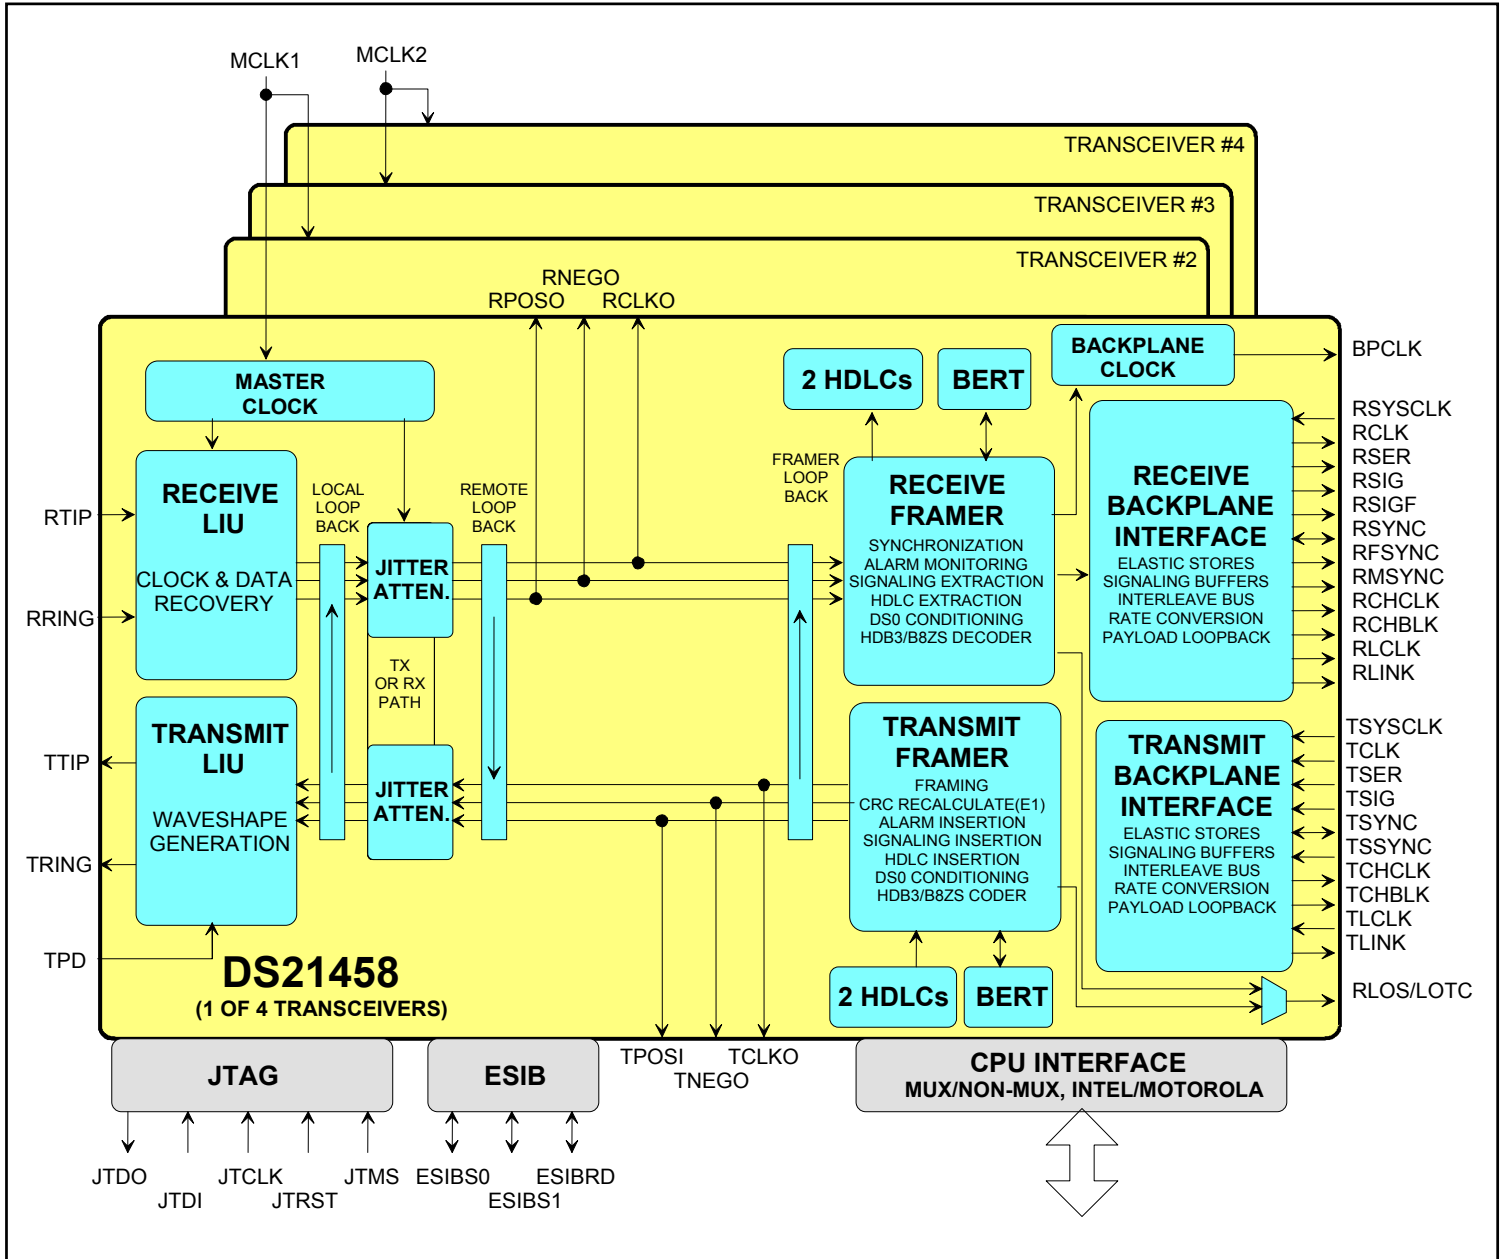 MCLK1
MCLK2
TRANSCEIVER #4
TRANSCEIVER #3
TRANSCEIVER #2
RNEGO
RPOSO
RCLKO
MASTER
CLOCK
2 HDLCs
BERT
BACKPLANE
CLOCK
BPCLK
RTIP
RRING
RECEIVE
LIU
CLOCK & DATA
RECOVERY
LOCAL
LOOP
BACK
JITTER
ATTEN.
REMOTE
LOOP
BACK
FRAMER
LOOP
BACK
RECEIVE
FRAMER
SYNCHRONIZATION
ALARM MONITORING
SIGNALING EXTRACTION
HDLC EXTRACTION
DS0 CONDITIONING
HDB3/B8ZS DECODER
RECEIVE
BACKPLANE
INTERFACE
ELASTIC STORES
SIGNALING BUFFERS
INTERLEAVE BUS
RATE CONVERSION
PAYLOAD LOOPBACK
RSYSCLK
RCLK
RSER
RSIG
RSIGF
RSYNC
RFSYNC
RMSYNC
RCHCLK
RCHBLK
RLCLK
RLINK
TX
OR RX
PATH
TTIP
TRING
TPD
TRANSMIT
LIU
WAVESHAPE
GENERATION
JITTER
ATTEN.
TRANSMIT
FRAMER
FRAMING
CRC RECALCULATE(E1)
ALARM INSERTION
SIGNALING INSERTION
HDLC INSERTION
DS0 CONDITIONING
HDB3/B8ZS CODER
TRANSMIT
BACKPLANE
INTERFACE
ELASTIC STORES
SIGNALING BUFFERS
INTERLEAVE BUS
RATE CONVERSION
PAYLOAD LOOPBACK
TSYSCLK
TCLK
TSER
TSIG
TSYNC
TSSYNC
TCHCLK
TCHBLK
TLCLK
TLINK
DS21458
(1 OF 4 TRANSCEIVERS)
2 HDLCs
BERT
RLOS/LOTC
TPOSI
TNEGO
TCLKO
JTAG
ESIB
CPU INTERFACE
MUX/NON-MUX, INTEL/MOTOROLA
JTDO
JTDI
JTCLK
JTRST
JTMS
ESIBS0
ESIBS1
ESIBRD